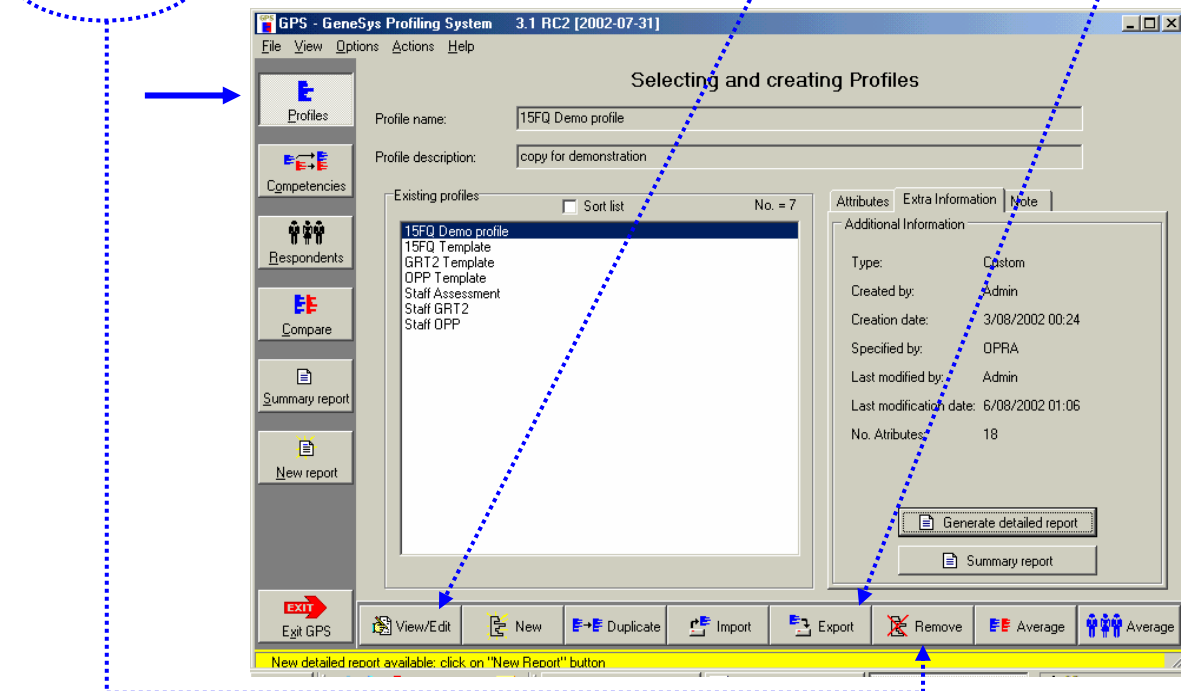 GPS - GeneSys Profiling System 3.1 RC2 [2002-07-31]
File View Options Actions Help
Selecting and creating Profiles
Profiles
Profile name: 15FQ Demo profile
Profile description: copy for demonstration
Competencies
Existing profiles
Sort list
No. = 7
15FQ Demo profile
15FQ Template
GRT2 Template
OPP Template
Staff Assessment
Staff GRT2
Staff OPP
Attributes Extra Information Note
Additional Information
Type: Custom
Created by: Admin
Creation date: 3/08/2002 00:24
Specified by: OPRA
Last modified by: Admin
Last modification date: 6/08/2002 01:06
No. Atributes: 18
Generate detailed report
Summary report
Respondents
Compare
Summary report
New report
EXIT
Exit GPS
View/Edit New Duplicate Import Export Remove Average Average
New detailed report available: click on "New Report" button